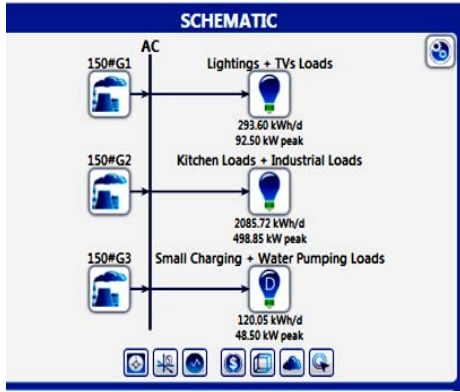 SCHEMATIC
AC
150#G1
Lightings + TVs Loads
293.60 kWh/d
92.50 kW peak
150#G2
Kitchen Loads + Industrial Loads
2085.72 kWh/d
498.85 kW peak
150#G3
Small Charging + Water Pumping Loads
D
120.05 kWh/d
48.50 kW peak
$